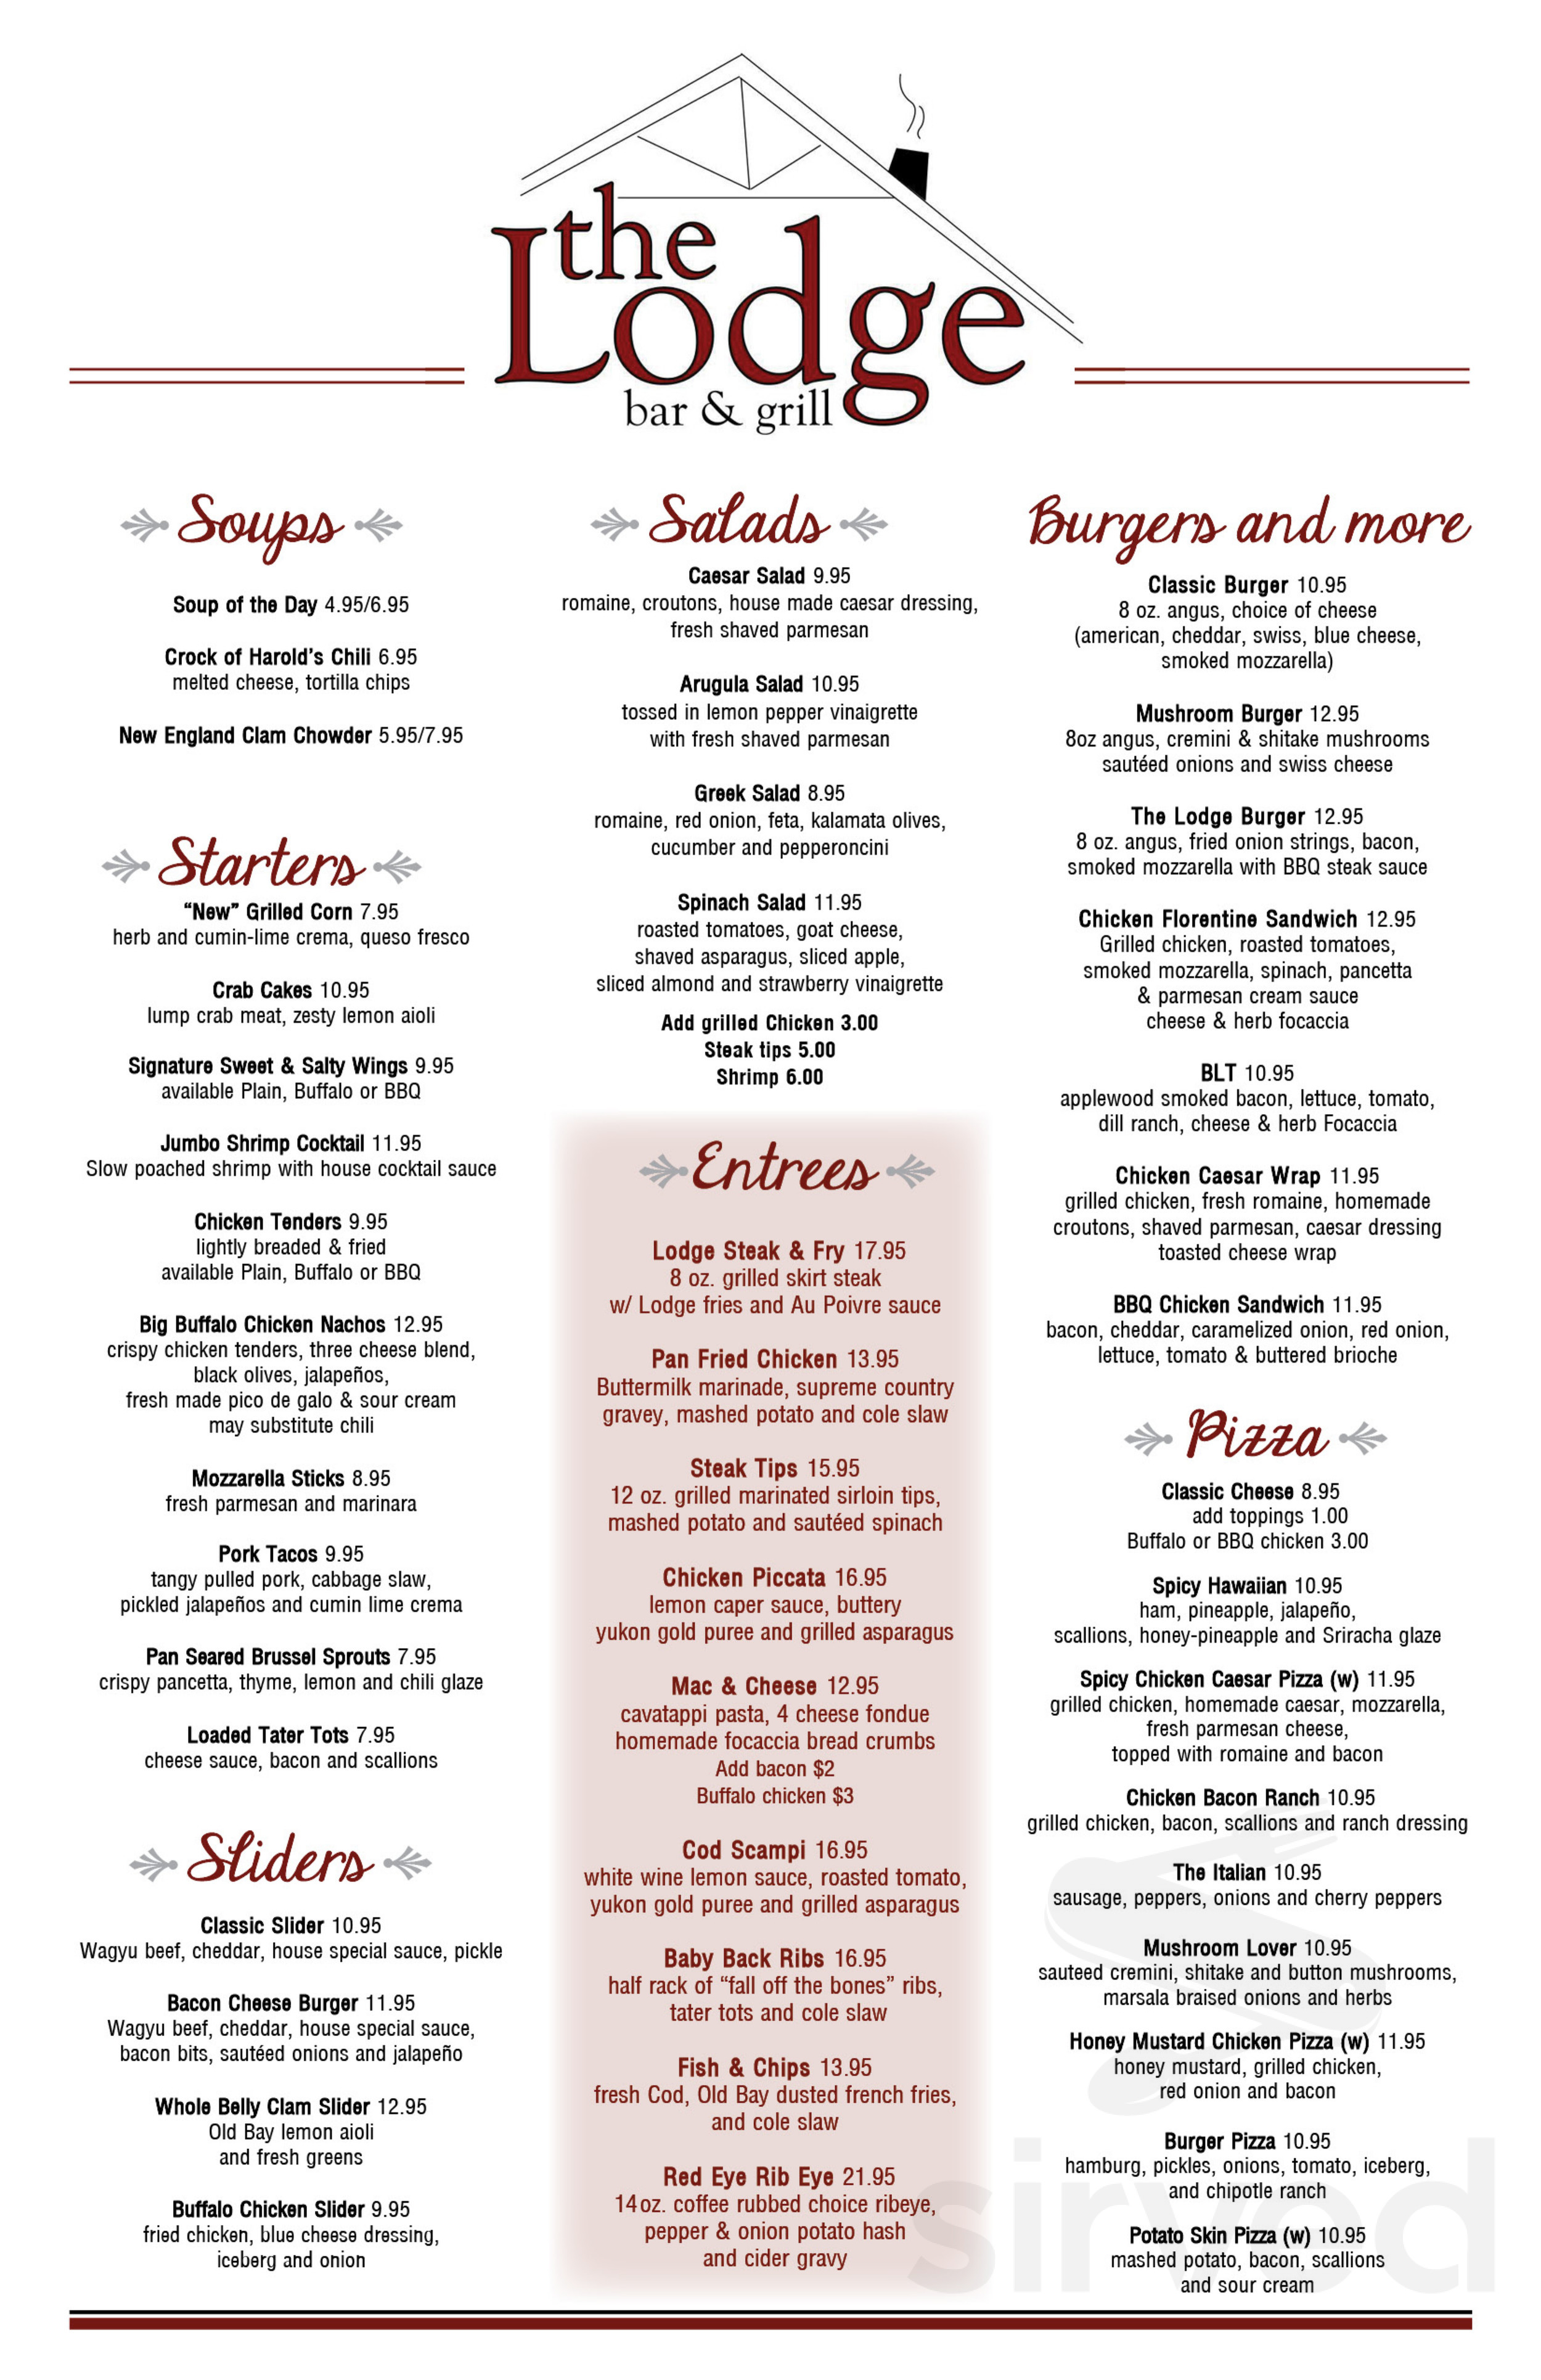 the
Lodge
bar & grill
Soups
Soup of the Day 4.95/6.95
Crock of Harold's Chili 6.95
melted cheese, tortilla chips
New England Clam Chowder 5.95/7.95
Starters
“New” Grilled Corn 7.95
herb and cumin-lime crema, queso fresco
Crab Cakes 10.95
lump crab meat, zesty lemon aioli
Signature Sweet & Salty Wings 9.95
available Plain, Buffalo or BBQ
Jumbo Shrimp Cocktail 11.95
Slow poached shrimp with house cocktail sauce
Chicken Tenders 9.95
lightly breaded & fried
available Plain, Buffalo or BBQ
Big Buffalo Chicken Nachos 12.95
crispy chicken tenders, three cheese blend,
black olives, jalapeños,
fresh made pico de galo & sour cream
may substitute chili
Mozzarella Sticks 8.95
fresh parmesan and marinara
Pork Tacos 9.95
tangy pulled pork, cabbage slaw,
pickled jalapeños and cumin lime crema
Pan Seared Brussel Sprouts 7.95
crispy pancetta, thyme, lemon and chili glaze
Loaded Tater Tots 7.95
cheese sauce, bacon and scallions
Sliders
Classic Slider 10.95
Wagyu beef, cheddar, house special sauce, pickle
Bacon Cheese Burger 11.95
Wagyu beef, cheddar, house special sauce,
bacon bits, sautéed onions and jalapeño
Whole Belly Clam Slider 12.95
Old Bay lemon aioli
and fresh greens
Buffalo Chicken Slider 9.95
fried chicken, blue cheese dressing,
iceberg and onion
Salads
Caesar Salad 9.95
romaine, croutons, house made caesar dressing,
fresh shaved parmesan
Arugula Salad 10.95
tossed in lemon pepper vinaigrette
with fresh shaved parmesan
Greek Salad 8.95
romaine, red onion, feta, kalamata olives,
cucumber and pepperoncini
Spinach Salad 11.95
roasted tomatoes, goat cheese,
shaved asparagus, sliced apple,
sliced almond and strawberry vinaigrette
Add grilled Chicken 3.00
Steak tips 5.00
Shrimp 6.00
Entrees
Lodge Steak & Fry 17.95
8 oz. grilled skirt steak
w/ Lodge fries and Au Poivre sauce
Pan Fried Chicken 13.95
Buttermilk marinade, supreme country
gravey, mashed potato and cole slaw
Steak Tips 15.95
12 oz. grilled marinated sirloin tips,
mashed potato and sautéed spinach
Chicken Piccata 16.95
lemon caper sauce, buttery
yukon gold puree and grilled asparagus
Mac & Cheese 12.95
cavatappi pasta, 4 cheese fondue
homemade focaccia bread crumbs
Add bacon $2
Buffalo chicken $3
Cod Scampi 16.95
white wine lemon sauce, roasted tomato,
yukon gold puree and grilled asparagus
Baby Back Ribs 16.95
half rack of “fall off the bones” ribs,
tater tots and cole slaw
Fish & Chips 13.95
fresh Cod, Old Bay dusted french fries,
and cole slaw
Red Eye Rib Eye 21.95
14oz. coffee rubbed choice ribeye,
pepper & onion potato hash
and cider gravy
Burgers and more
Classic Burger 10.95
8 oz. angus, choice of cheese
(american, cheddar, swiss, blue cheese,
smoked mozzarella)
Mushroom Burger 12.95
8oz angus, cremini & shitake mushrooms
sautéed onions and swiss cheese
The Lodge Burger 12.95
8 oz. angus, fried onion strings, bacon,
smoked mozzarella with BBQ steak sauce
Chicken Florentine Sandwich 12.95
Grilled chicken, roasted tomatoes,
smoked mozzarella, spinach, pancetta
& parmesan cream sauce
cheese & herb focaccia
BLT 10.95
applewood smoked bacon, lettuce, tomato,
dill ranch, cheese & herb Focaccia
Chicken Caesar Wrap 11.95
grilled chicken, fresh romaine, homemade
croutons, shaved parmesan, caesar dressing
toasted cheese wrap
BBQ Chicken Sandwich 11.95
bacon, cheddar, caramelized onion, red onion,
lettuce, tomato & buttered brioche
Pizza
Classic Cheese 8.95
add toppings 1.00
Buffalo or BBQ chicken 3.00
Spicy Hawaiian 10.95
ham, pineapple, jalapeño,
scallions, honey-pineapple and Sriracha glaze
Spicy Chicken Caesar Pizza (w) 11.95
grilled chicken, homemade caesar, mozzarella,
fresh parmesan cheese,
topped with romaine and bacon
Chicken Bacon Ranch 10.95
grilled chicken, bacon, scallions and ranch dressing
The Italian 10.95
sausage, peppers, onions and cherry peppers
Mushroom Lover 10.95
sauteed cremini, shitake and button mushrooms,
marsala braised onions and herbs
Honey Mustard Chicken Pizza (w) 11.95
honey mustard, grilled chicken,
red onion and bacon
Burger Pizza 10.95
hamburg, pickles, onions, tomato, iceberg,
and chipotle ranch
Potato Skin Pizza (w) 10.95
mashed potato, bacon, scallions
and sour cream
sirved